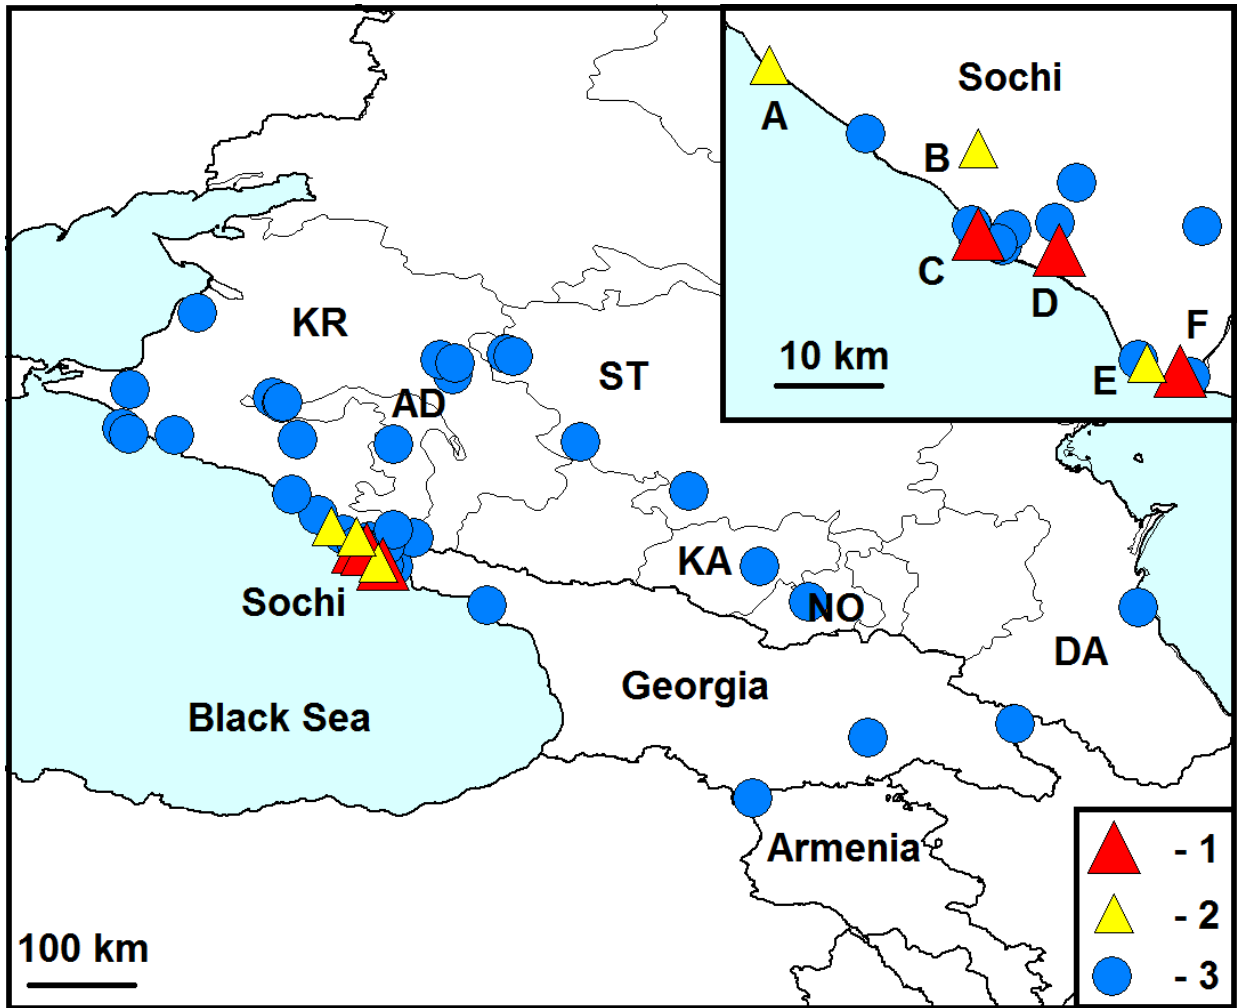 Sochi
A
B
C
D
F
10 km
E
KR
ST
AD
KA
NO
Sochi
DA
Georgia
Black Sea
Armenia
- 1
- 2
- 3
100 km